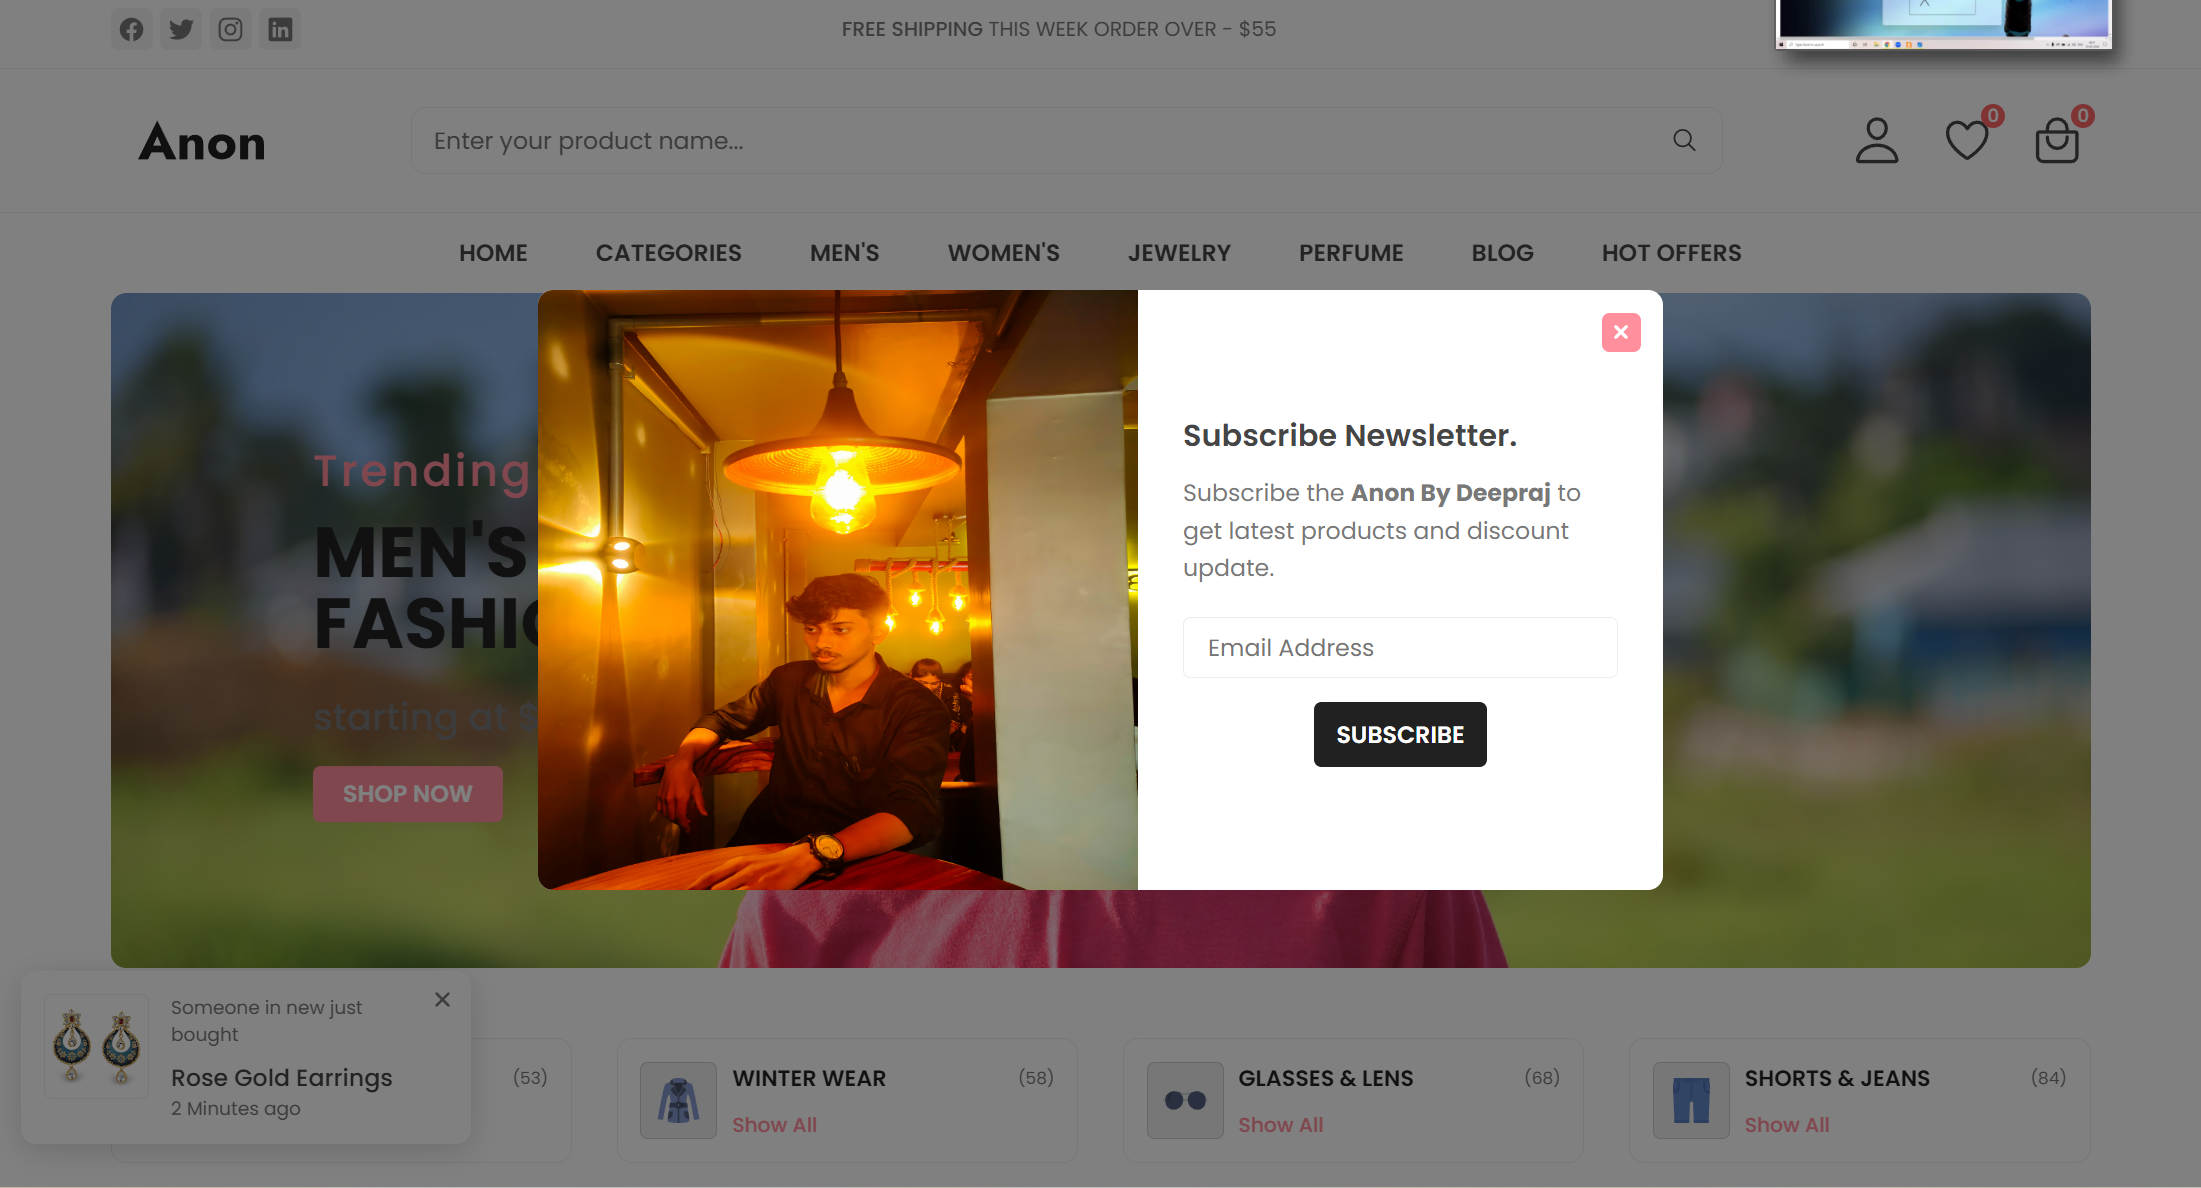 FREE SHIPPING THIS WEEK ORDER OVER - $55
Anon
Enter your product name...
0
0
HOME CATEGORIES MEN'S WOMEN'S JEWELRY PERFUME BLOG HOT OFFERS
Trending
MEN'S
FASHIO
starting at $
SHOP NOW
Subscribe Newsletter.
Subscribe the Anon By Deepraj to
get latest products and discount
update.
Email Address
SUBSCRIBE
Someone in new just
bought
Rose Gold Earrings
2 Minutes ago
(53)
WINTER WEAR (58)
Show All
GLASSES & LENS (68)
Show All
SHORTS & JEANS (84)
Show All